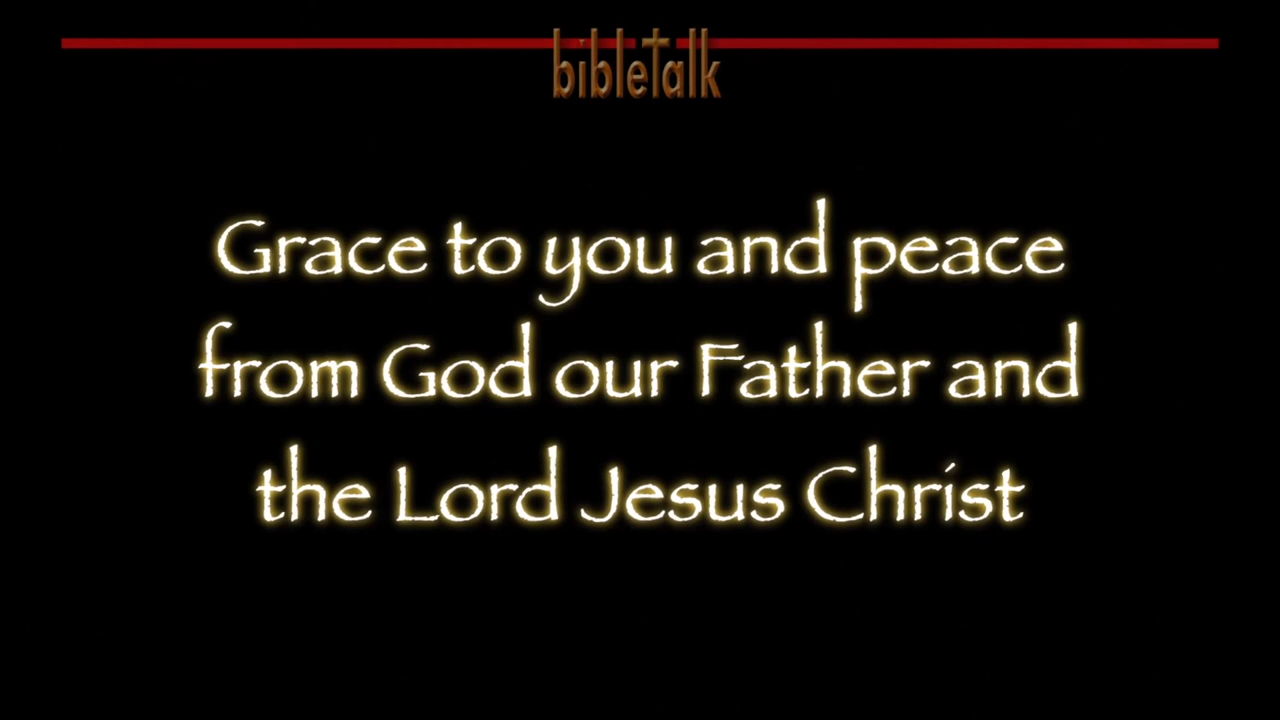 bibleTalk
Grace to you and peace
from God our Father and
the Lord Jesus Christ